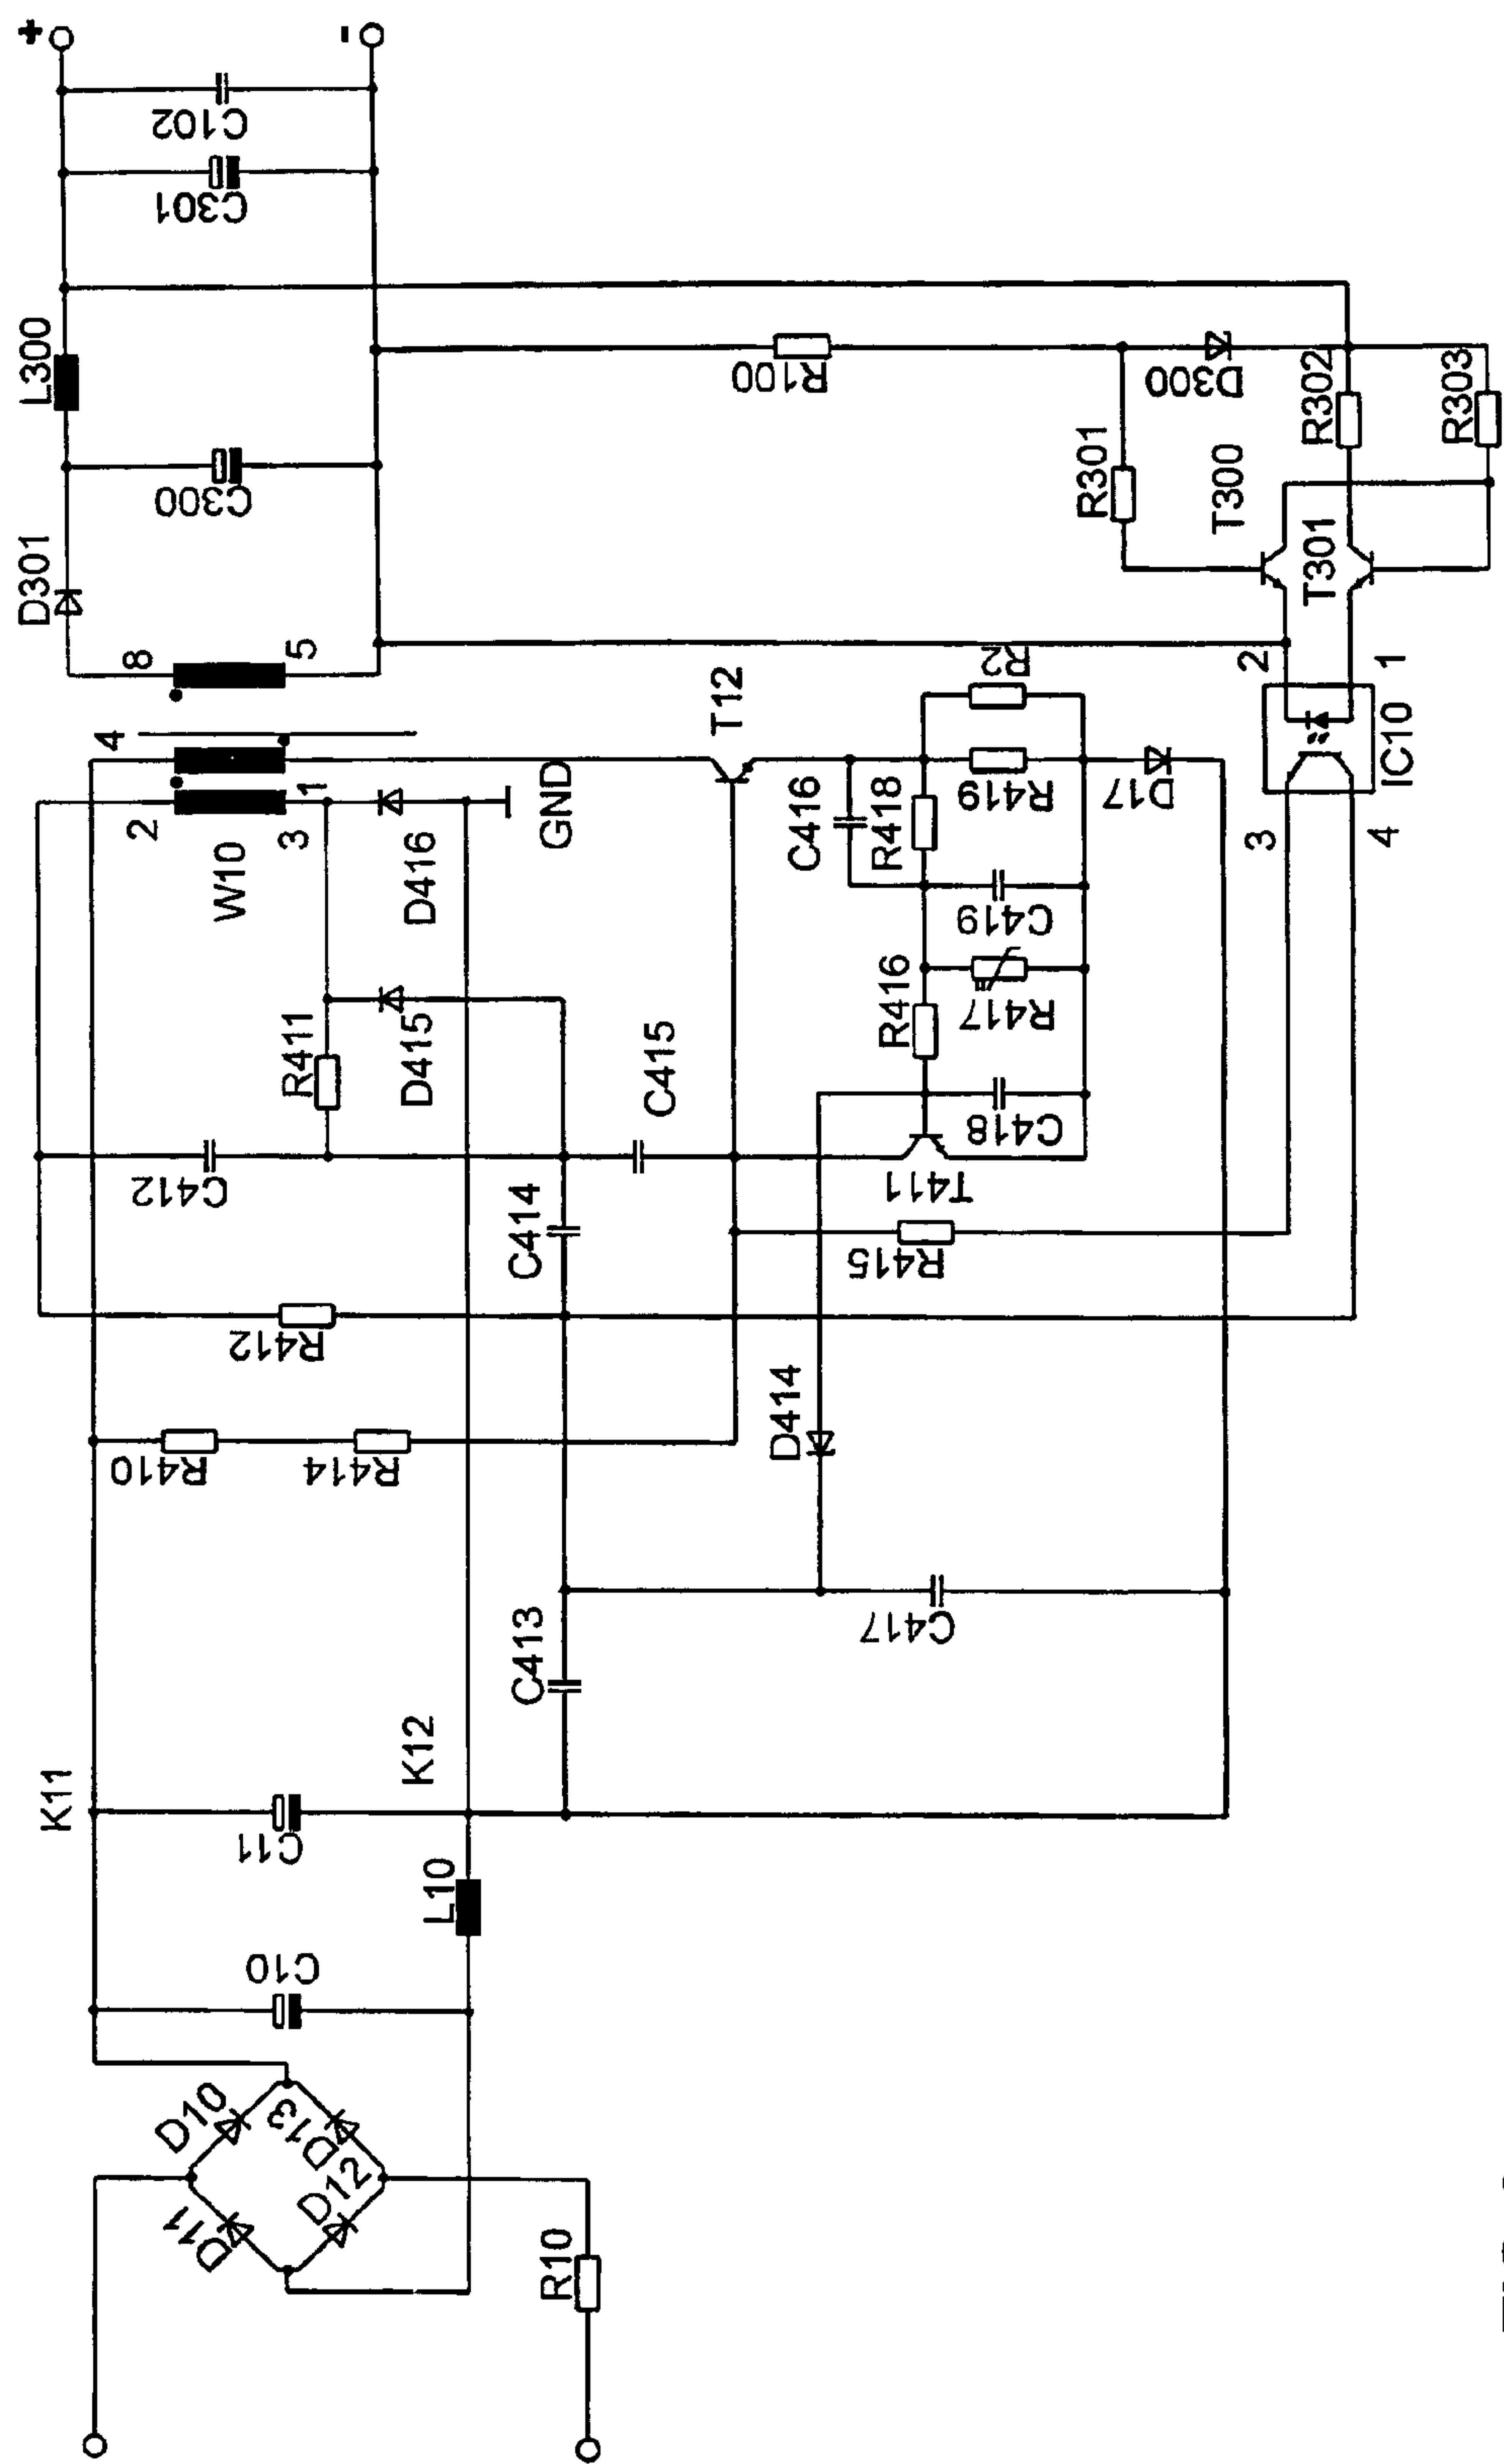 +
-
C102
C301
L300
C300
D301
8
5
R100
D300
R301
T300
R302
R303
T301
2
1
IC10
3
4
4
2
1
3
W10
GND
D416
T12
R2
C416
R418
R419
D17
C419
R416
R417
R411
D415
C415
C418
T411
C412
C414
R415
R412
D414
R410
R414
C413
C417
K11
K12
C11
L10
C10
D10
D13
D11
D12
R10